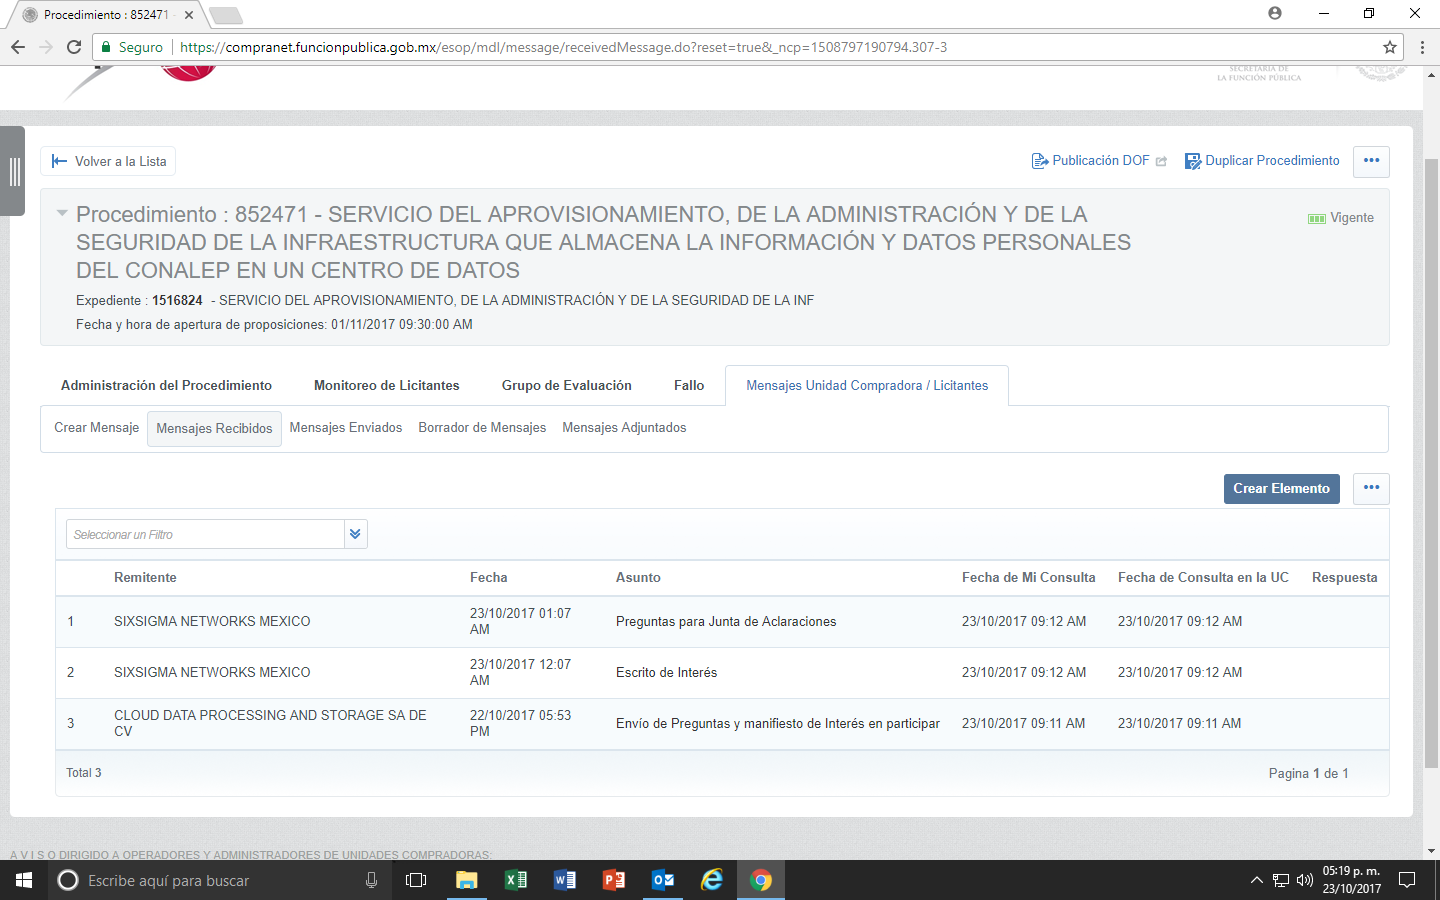 Procedimiento : 852471 -
Seguro
https://compranet.funcionpublica.gob.mx/esop/mdl/message/receivedMessage.do?reset=true&_ncp=1508797190794.307-3
SECRETARÍA DE
LA FUNCIÓN PÚBLICA
Volver a la Lista
Publicación DOF
Duplicar Procedimiento
Procedimiento : 852471 - SERVICIO DEL APROVISIONAMIENTO, DE LA ADMINISTRACIÓN Y DE LA
SEGURIDAD DE LA INFRAESTRUCTURA QUE ALMACENA LA INFORMACIÓN Y DATOS PERSONALES
DEL CONALEP EN UN CENTRO DE DATOS
Vigente
Expediente : 1516824 - SERVICIO DEL APROVISIONAMIENTO, DE LA ADMINISTRACIÓN Y DE LA SEGURIDAD DE LA INF
Fecha y hora de apertura de proposiciones: 01/11/2017 09:30:00 AM
Administración del Procedimiento Monitoreo de Licitantes Grupo de Evaluación Fallo Mensajes Unidad Compradora / Licitantes
Crear Mensaje Mensajes Recibidos Mensajes Enviados Borrador de Mensajes Mensajes Adjuntados
Crear Elemento
Seleccionar un Filtro
Remitente Fecha Asunto Fecha de Mi Consulta Fecha de Consulta en la UC Respuesta
1 SIXSIGMA NETWORKS MEXICO 23/10/2017 01:07 AM Preguntas para Junta de Aclaraciones 23/10/2017 09:12 AM 23/10/2017 09:12 AM
2 SIXSIGMA NETWORKS MEXICO 23/10/2017 12:07 AM Escrito de Interés 23/10/2017 09:12 AM 23/10/2017 09:12 AM
3 CLOUD DATA PROCESSING AND STORAGE SA DE CV 22/10/2017 05:53 PM Envío de Preguntas y manifiesto de Interés en participar 23/10/2017 09:11 AM 23/10/2017 09:11 AM
Total 3
Pagina 1 de 1
A V I S O DIRIGIDO A OPERADORES Y ADMINISTRADORES DE UNIDADES COMPRADORAS:
Escribe aquí para buscar
05:19 p. m.
23/10/2017